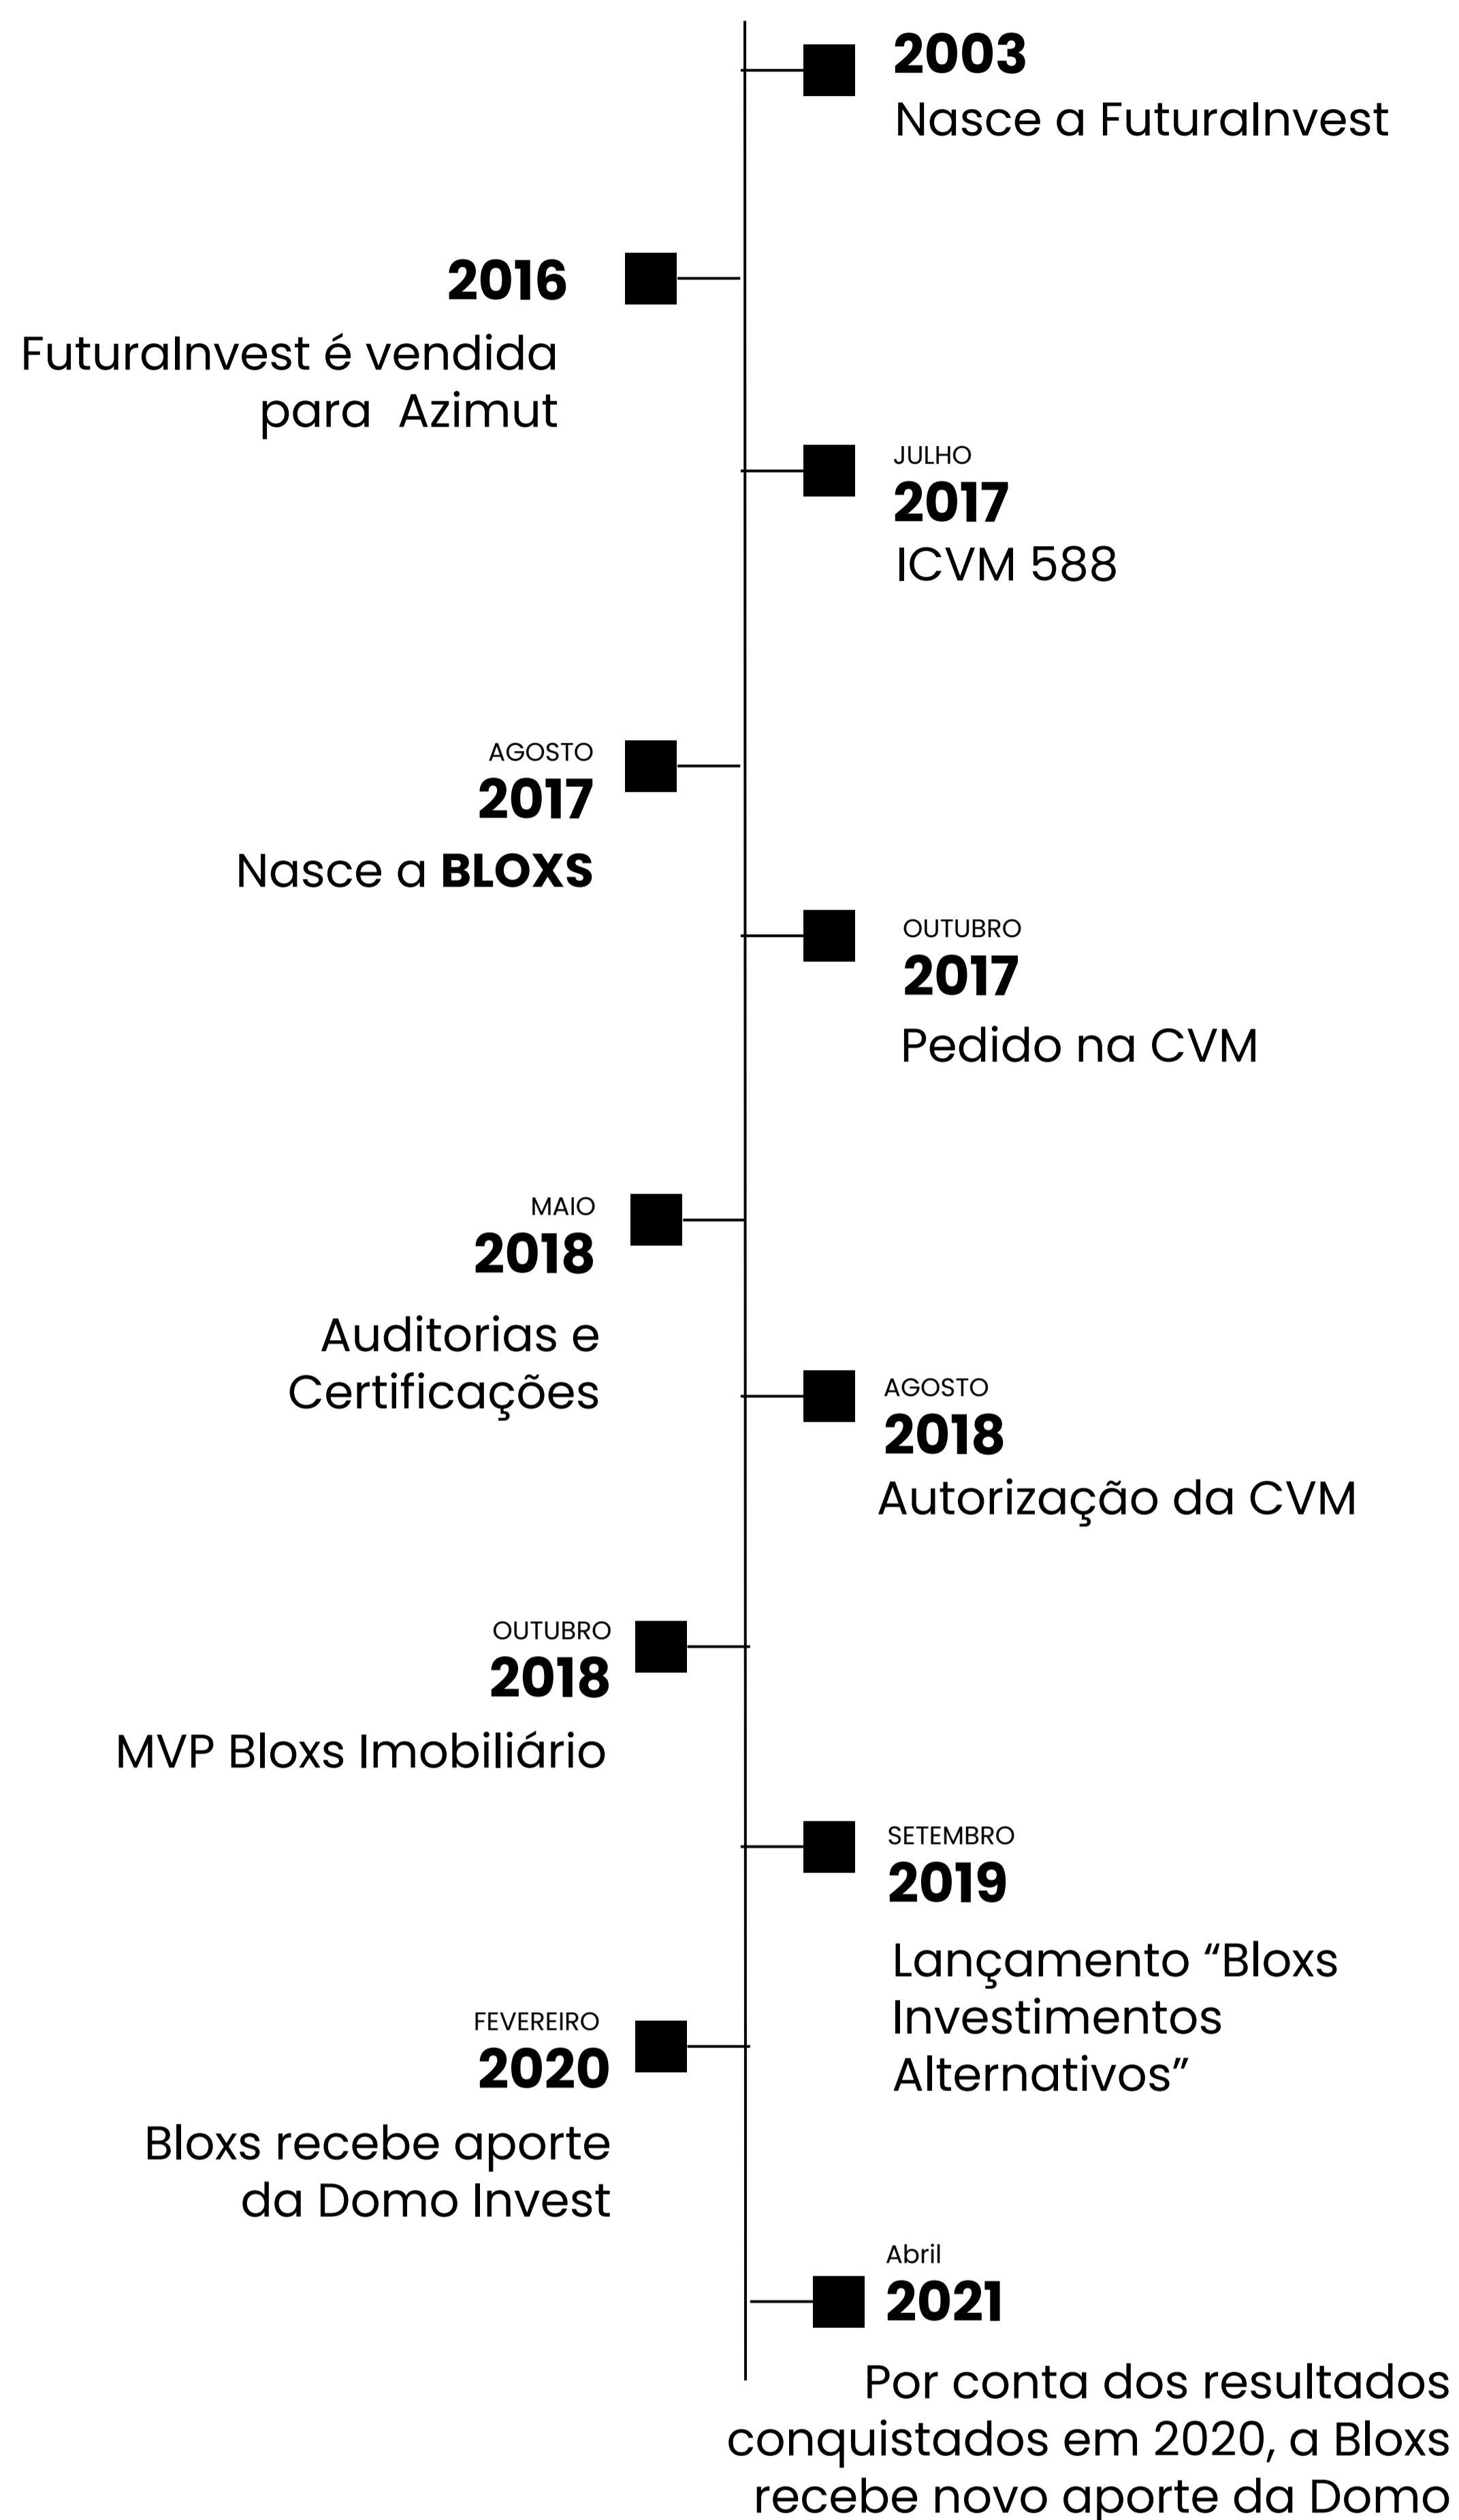 2003
Nasce a FuturaInvest
2016
FuturaInvest é vendida
para Azimut
JULHO
2017
ICVM 588
AGOSTO
2017
Nasce a BLOXS
OUTUBRO
2017
Pedido na CVM
MAIO
2018
Auditorias e
Certificações
AGOSTO
2018
Autorização da CVM
OUTUBRO
2018
MVP Bloxs Imobiliário
SETEMBRO
2019
Lançamento “Bloxs
Investimentos
Alternativos”
FEVEREIRO
2020
Bloxs recebe aporte
da Domo Invest
Abril
2021
Por conta dos resultados
conquistados em 2020, a Bloxs
recebe novo aporte da Domo